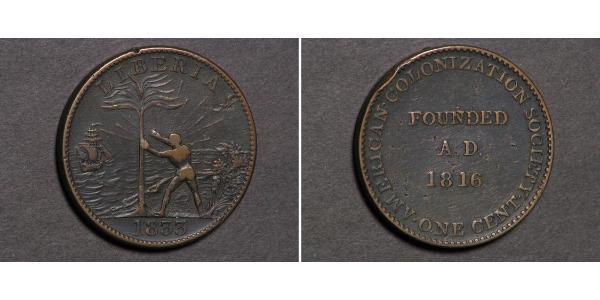 LIBERIA
1833
AMERICAN COLONIZATION SOCIETY
FOUNDED
A.D.
1816
ONE CENT